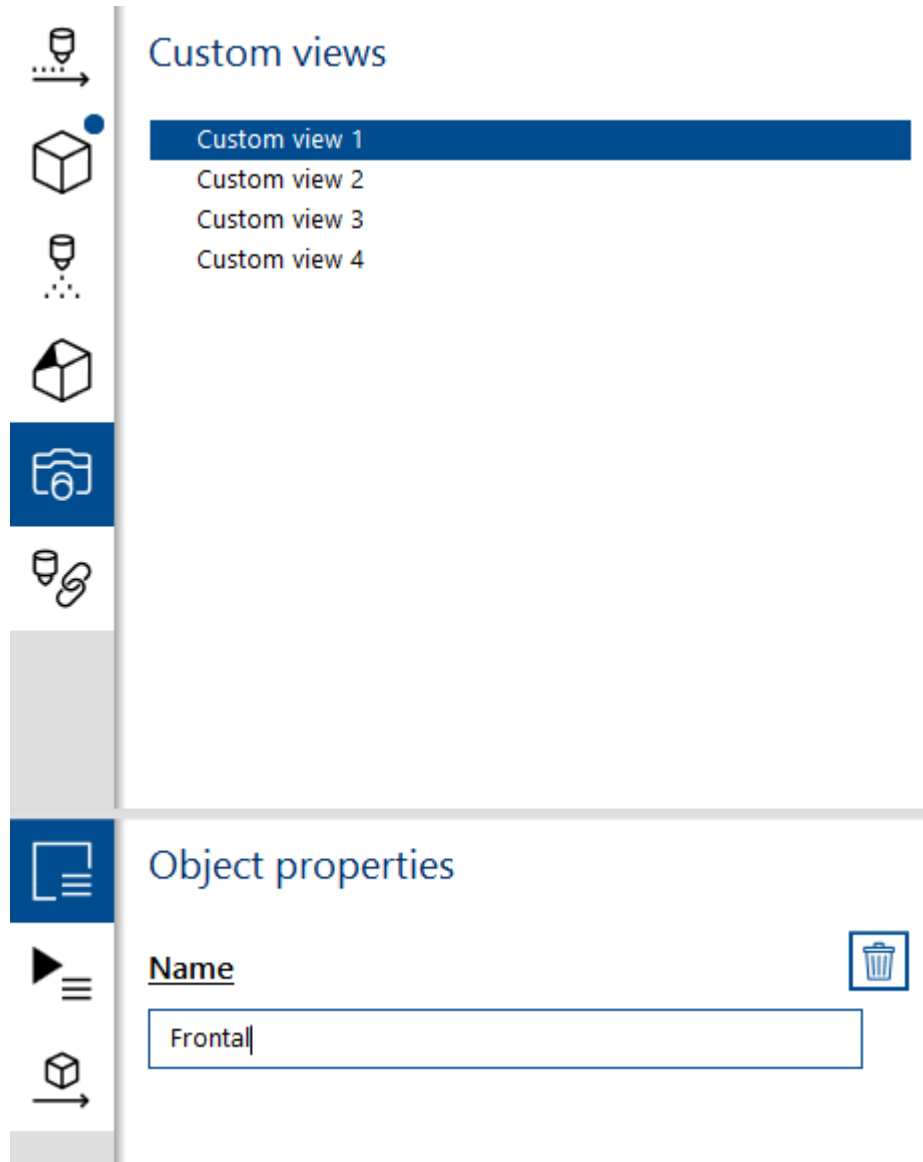 Custom views
Custom view 1
Custom view 2
Custom view 3
Custom view 4
Object properties
Name
Frontal